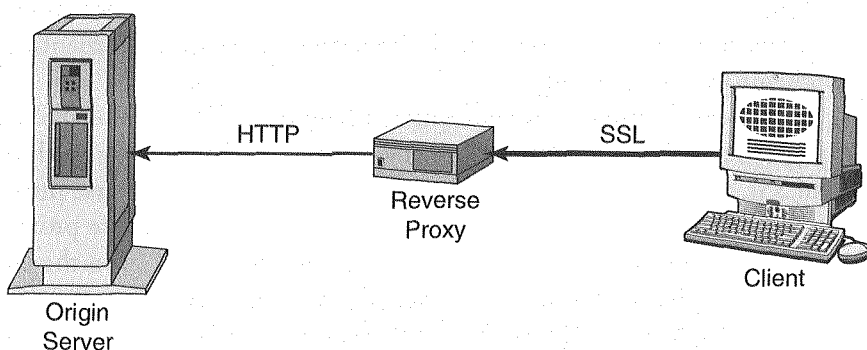 HTTP
SSL
Reverse
Proxy
Client
Origin
Server